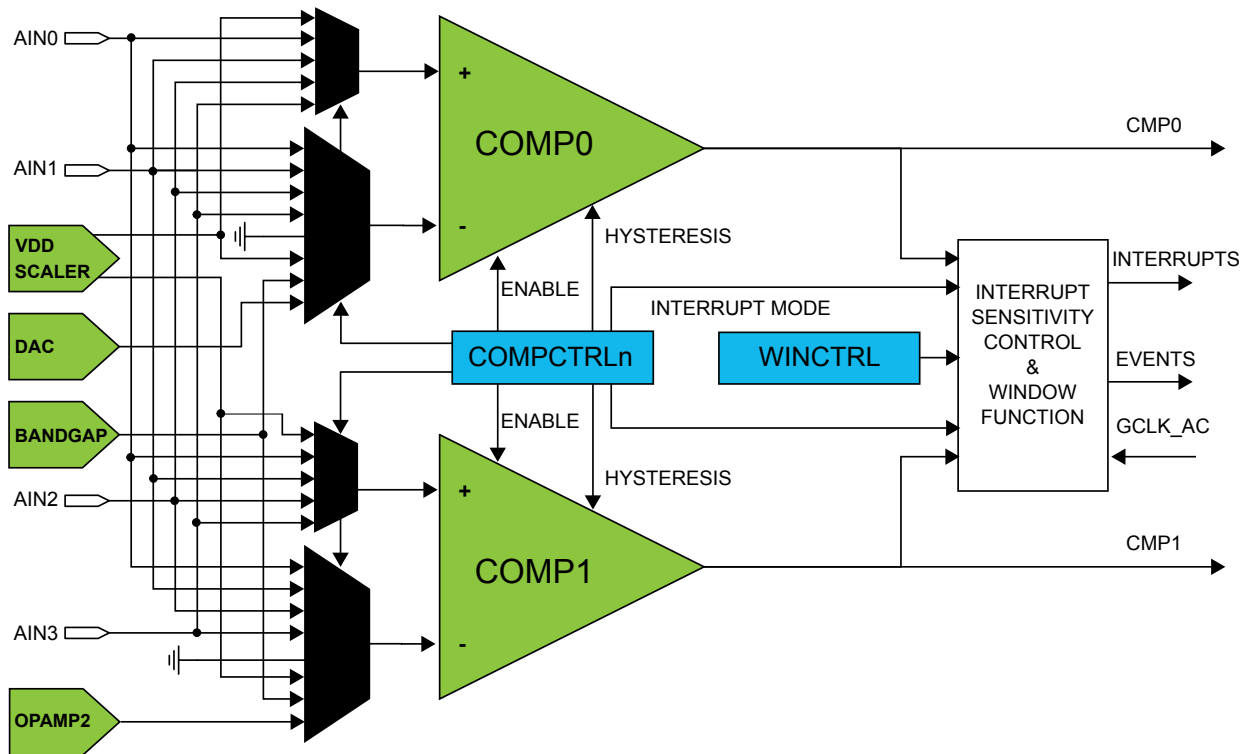 AIN0
AIN1
VDD
SCALER
DAC
BANDGAP
AIN2
AIN3
OPAMP2
+
COMP0
-
CMP0
HYSTERESIS
ENABLE
INTERRUPT MODE
COMPCTRLn
WINCTRL
ENABLE
HYSTERESIS
INTERRUPT
SENSITIVITY
CONTROL
&
WINDOW
FUNCTION
INTERRUPTS
EVENTS
GCLK_AC
+
COMP1
-
CMP1